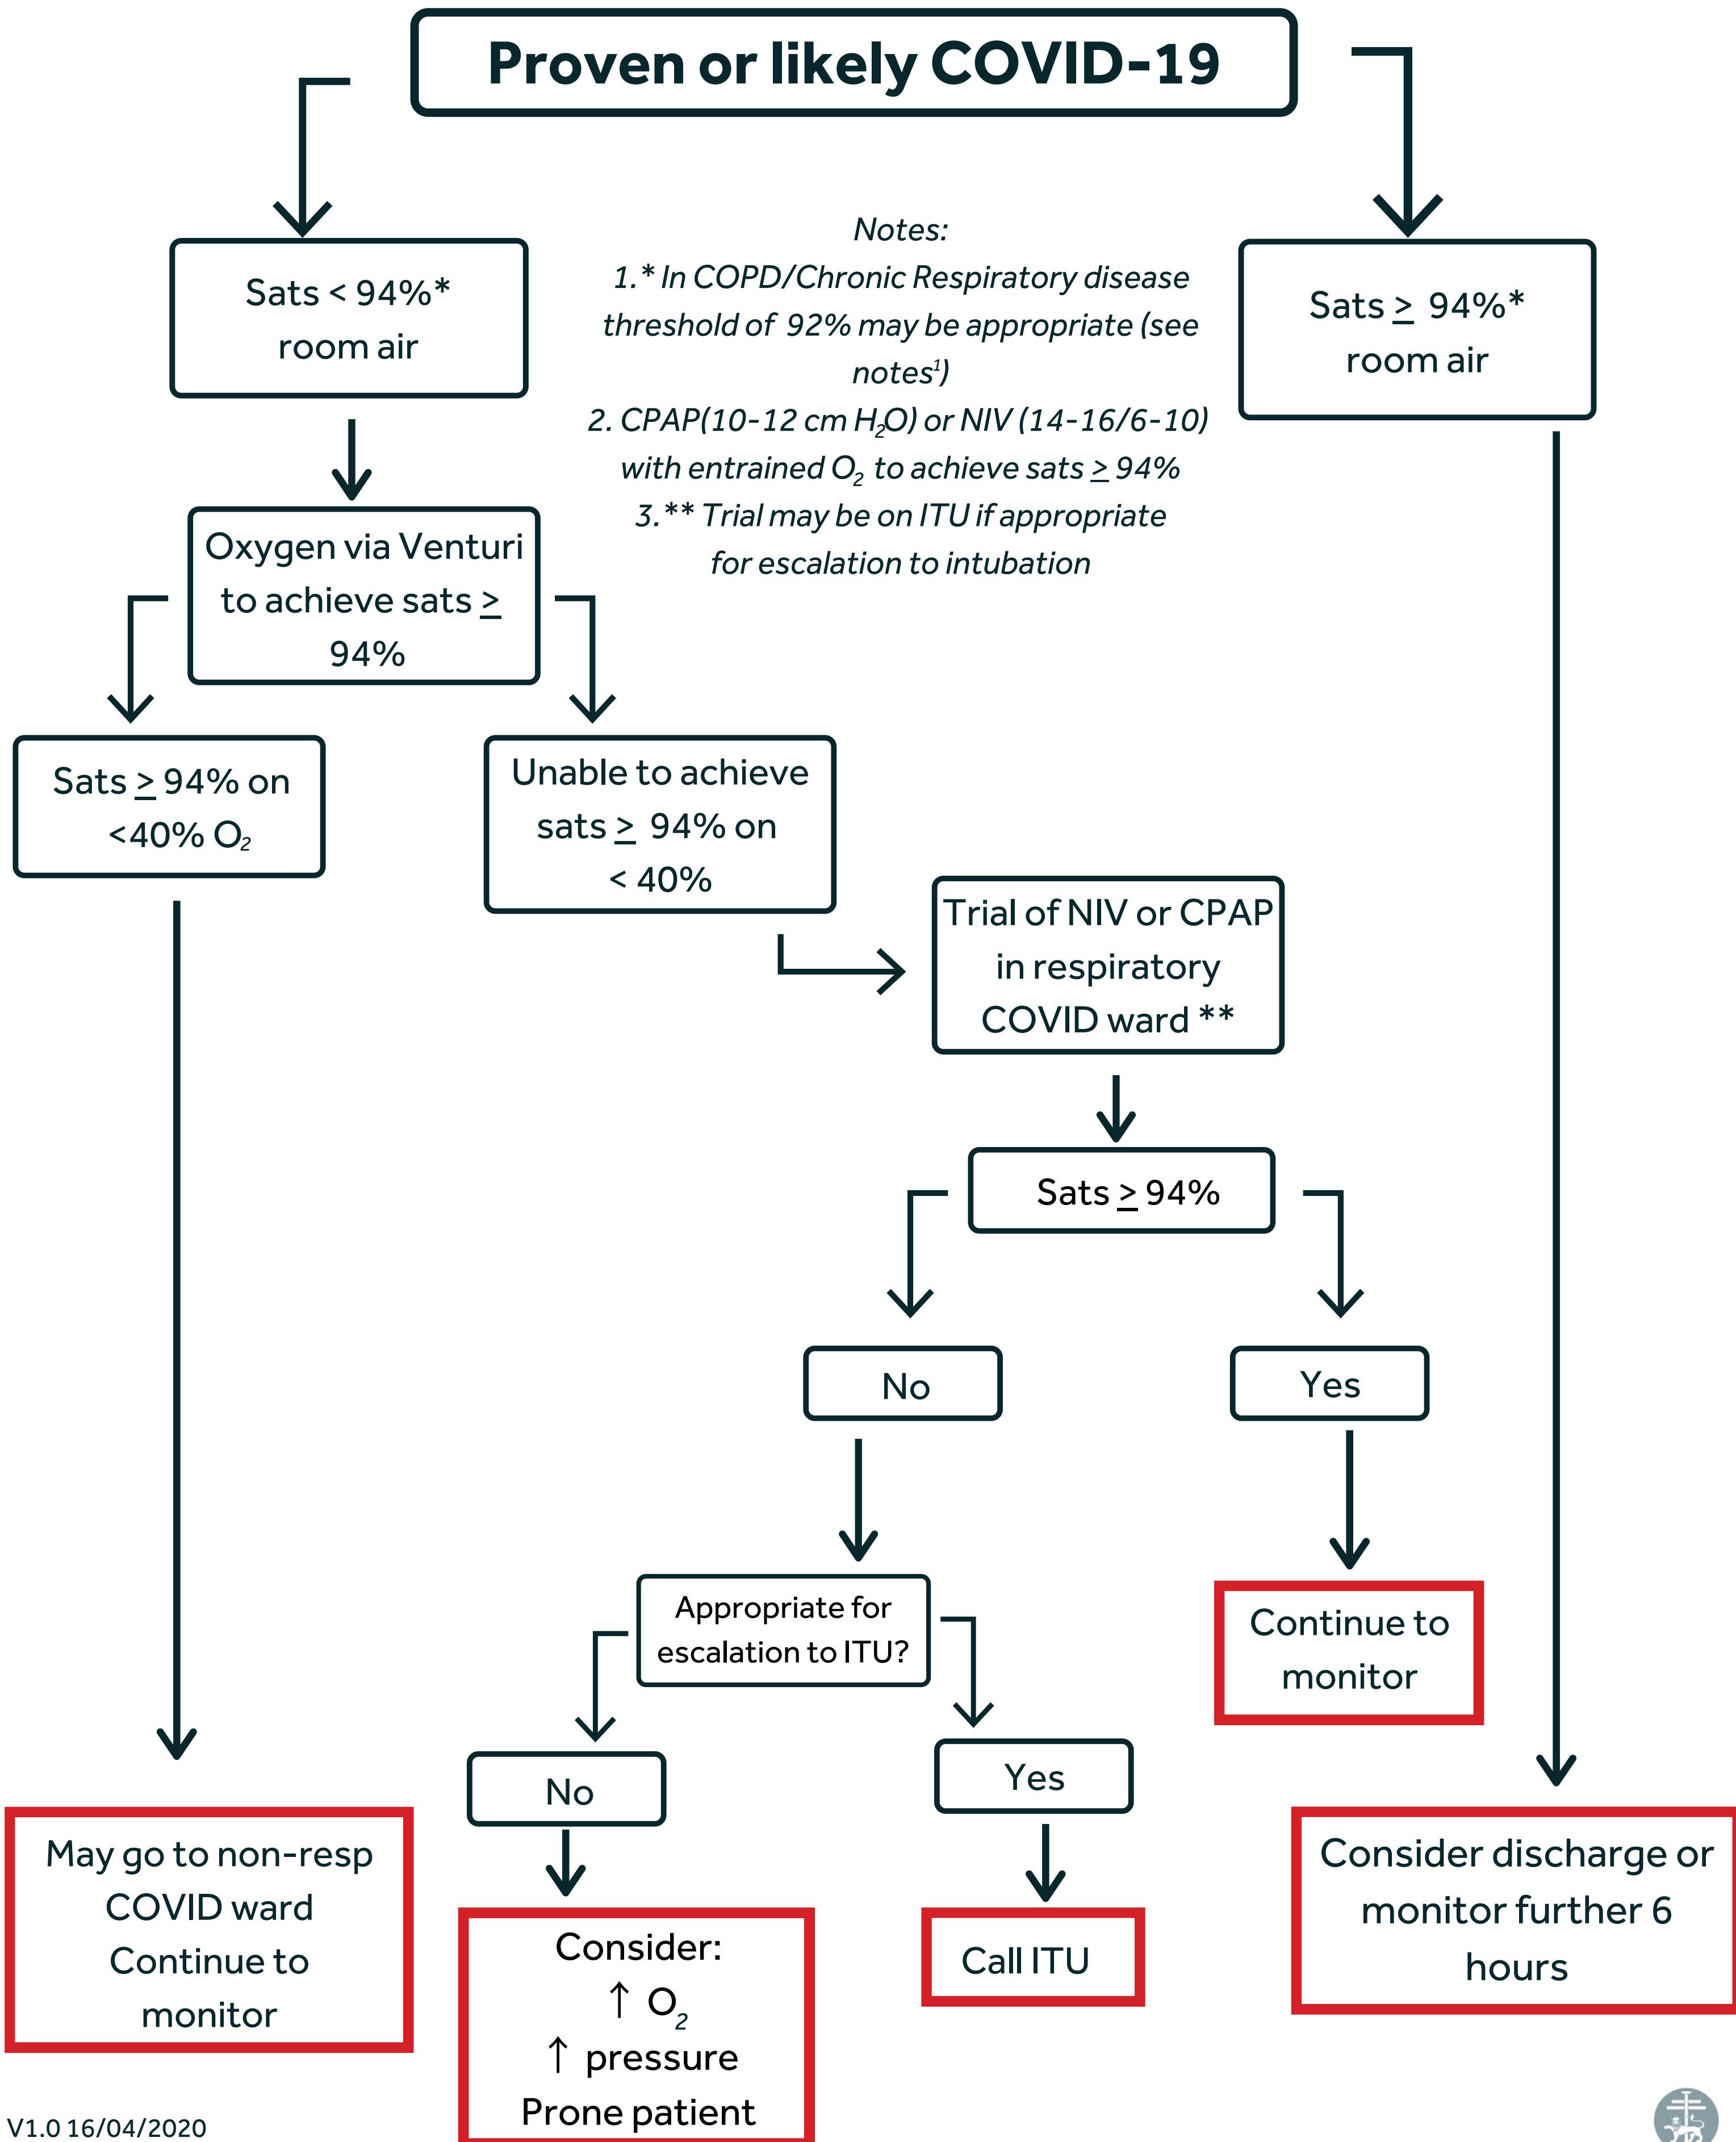 Proven or likely COVID-19
Notes:
1.* In COPD/Chronic Respiratory disease
threshold of 92% may be appropriate (see
notes¹)
2. CPAP(10-12 cm H₂O) or NIV (14-16/6-10)
with entrained O₂ to achieve sats ≥ 94%
3.** Trial may be on ITU if appropriate
for escalation to intubation
Sats < 94%*
room air
Sats ≥ 94%*
room air
Oxygen via Venturi
to achieve sats ≥
94%
Sats ≥ 94% on
<40% O₂
Unable to achieve
sats ≥ 94% on
< 40%
Trial of NIV or CPAP
in respiratory
COVID ward **
Sats ≥ 94%
No
Yes
Appropriate for
escalation to ITU?
Continue to
monitor
No
Yes
May go to non-resp
COVID ward
Continue to
monitor
Consider:
↑ O₂
↑ pressure
Prone patient
Call ITU
Consider discharge or
monitor further 6
hours
V1.0 16/04/2020